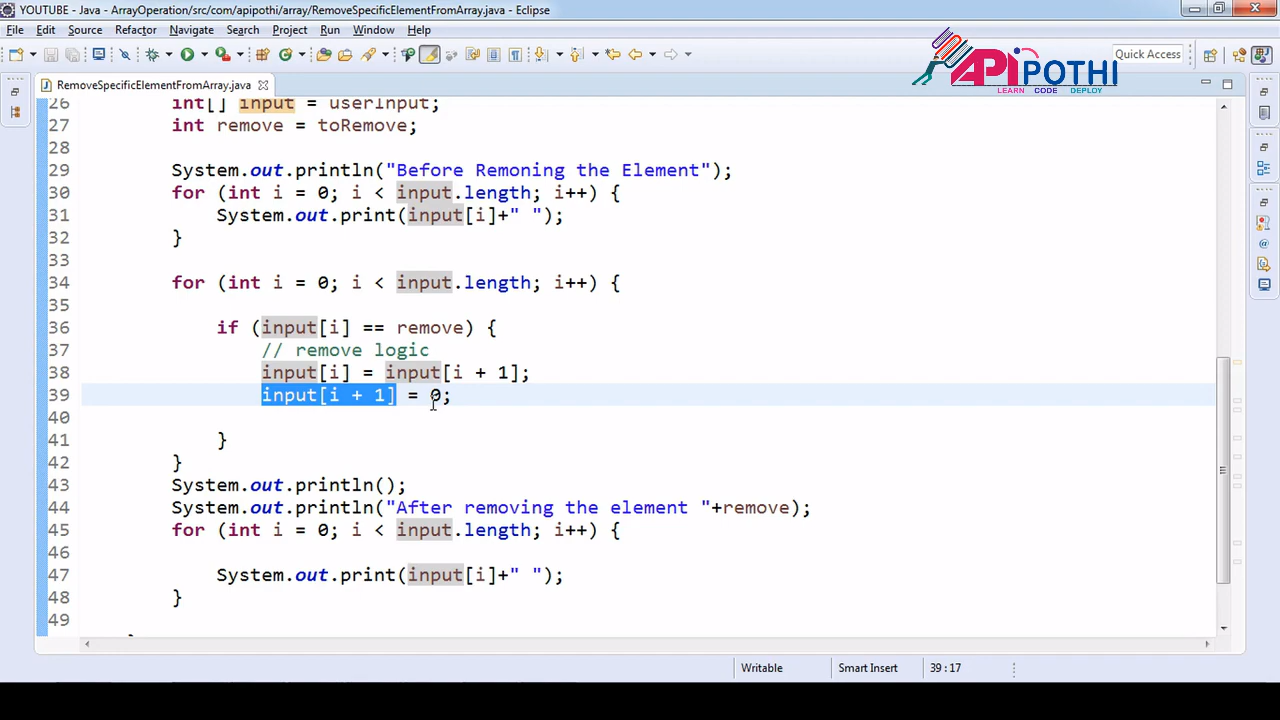 YOUTUBE - Java - ArrayOperation/src/com/apipothi/array/RemoveSpecificElementFromArray.java - Eclipse
File Edit Source Refactor Navigate Search Project Run Window Help
Quick Access
APIPOTHI
LEARN CODE DEPLOY
RemoveSpecificElementFromArray.java
26 int[] input = userInput;
27 int remove = toRemove;
28
29 System.out.println("Before Remoning the Element");
30 for (int i = 0; i < input.length; i++) {
31 System.out.print(input[i]+" ");
32 }
33
34 for (int i = 0; i < input.length; i++) {
35
36 if (input[i] == remove) {
37 // remove logic
38 input[i] = input[i + 1];
39 input[i + 1] = 0;
40
41 }
42 }
43 System.out.println();
44 System.out.println("After removing the element "+remove);
45 for (int i = 0; i < input.length; i++) {
46
47 System.out.print(input[i]+" ");
48 }
49
Writable Smart Insert 39 : 17